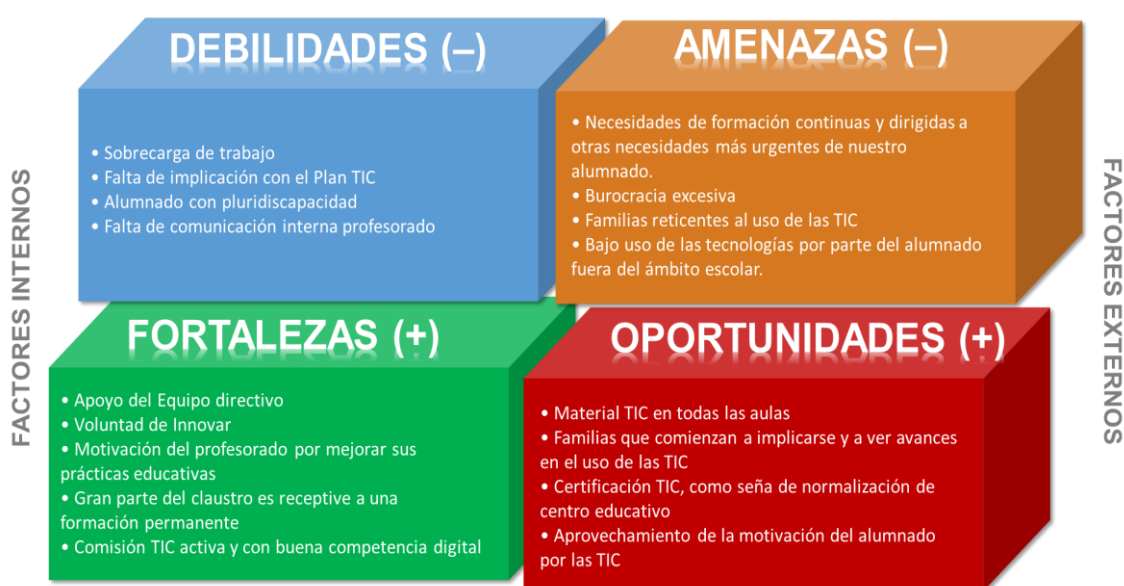 DEBILIDADES (–)
• Sobrecarga de trabajo
• Falta de implicación con el Plan TIC
• Alumnado con pluridiscapacidad
• Falta de comunicación interna profesorado
AMENAZAS (–)
• Necesidades de formación continuas y dirigidas a
otras necesidades más urgentes de nuestro
alumnado.
• Burocracia excesiva
• Familias reticentes al uso de las TIC
• Bajo uso de las tecnologías por parte del alumnado
fuera del ámbito escolar.
FACTORES INTERNOS
FACTORES EXTERNOS
FORTALEZAS (+)
• Apoyo del Equipo directivo
• Voluntad de Innovar
• Motivación del profesorado por mejorar sus
prácticas educativas
• Gran parte del claustro es receptive a una
formación permanente
• Comisión TIC activa y con buena competencia digital
OPORTUNIDADES (+)
• Material TIC en todas las aulas
• Familias que comienzan a implicarse y a ver avances
en el uso de las TIC
• Certificación TIC, como seña de normalización de
centro educativo
• Aprovechamiento de la motivación del alumnado
por las TIC